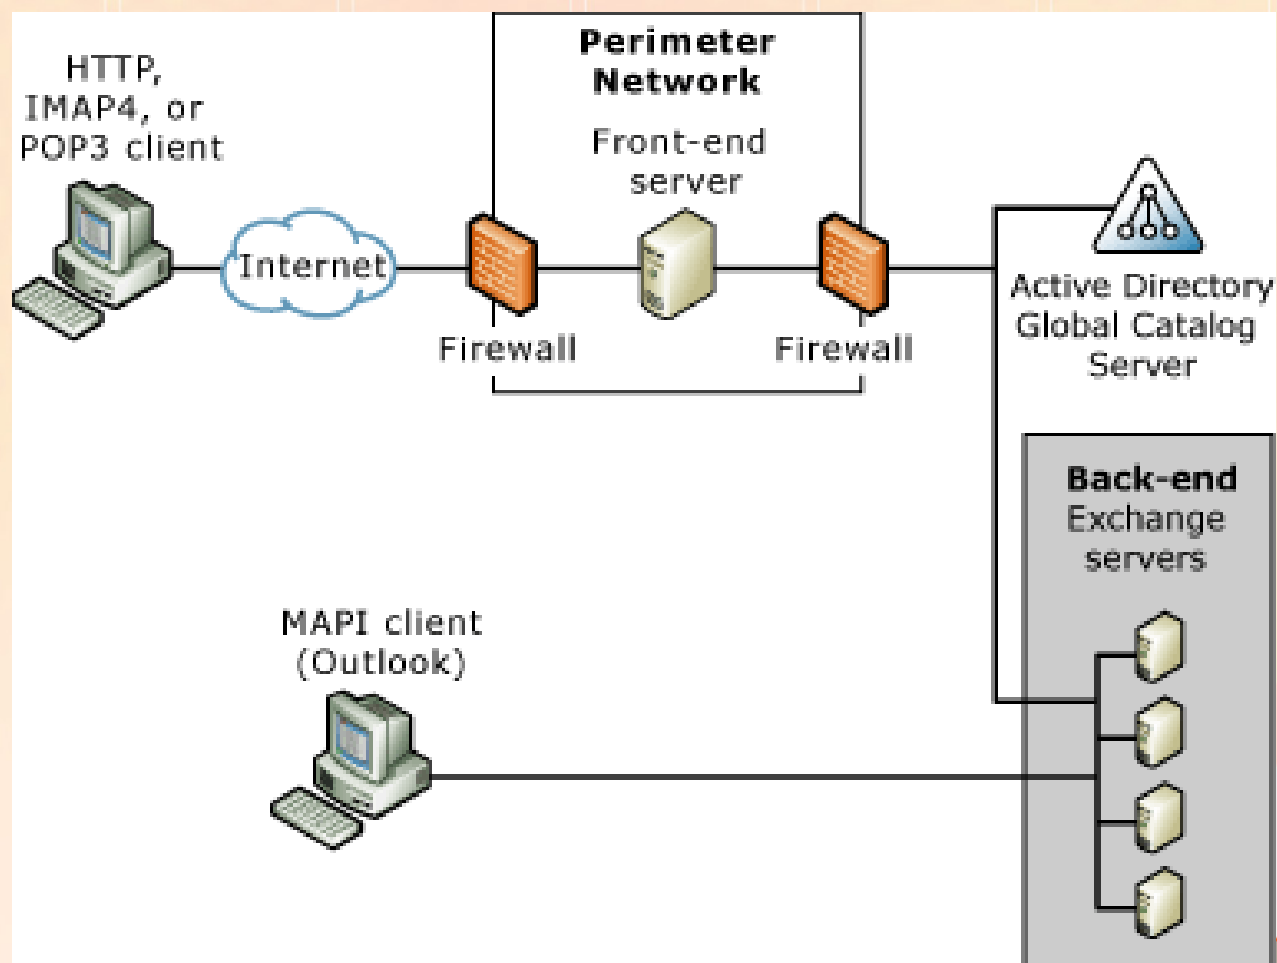 HTTP,
IMAP4, or
POP3 client
Internet
Perimeter
Network
Front-end
server
Firewall
Firewall
Active Directory
Global Catalog
Server
Back-end
Exchange
servers
MAPI client
(Outlook)